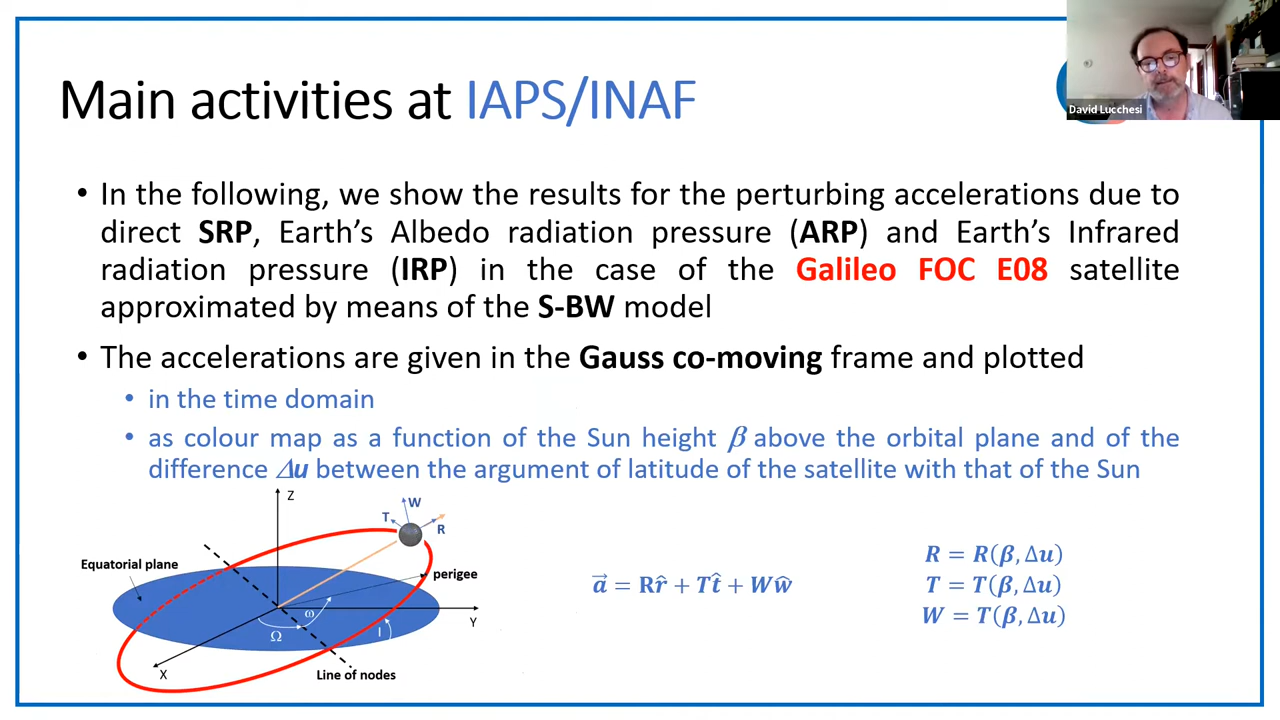 Main activities at IAPS/INAF
David Lucchesi
• In the following, we show the results for the perturbing accelerations due to
direct SRP, Earth's Albedo radiation pressure (ARP) and Earth's Infrared
radiation pressure (IRP) in the case of the Galileo FOC E08 satellite
approximated by means of the S-BW model
• The accelerations are given in the Gauss co-moving frame and plotted
• in the time domain
• as colour map as a function of the Sun height β above the orbital plane and of the
difference Δu between the argument of latitude of the satellite with that of the Sun
Z
W
T
R
Equatorial plane
perigee
ω
Ω
I
Y
X
Line of nodes
a⃗ = Rr̂ + Tt̂ + Wŵ
R = R(β, Δu)
T = T(β, Δu)
W = T(β, Δu)